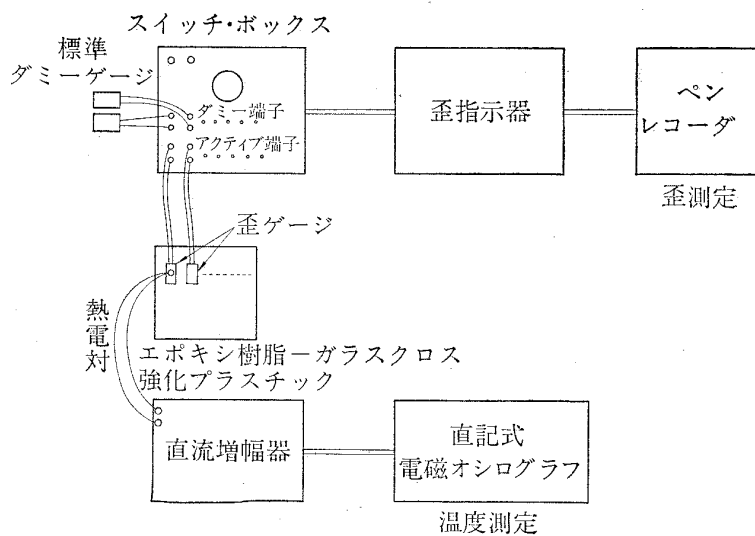 スイッチ・ボックス
標準
ダミーゲージ
ダミー端子
アクティブ端子
歪指示器
ペン
レコーダ
歪測定
歪ゲージ
熱電対
エポキシ樹脂－ガラスクロス
強化プラスチック
直流増幅器
直記式
電磁オシログラフ
温度測定